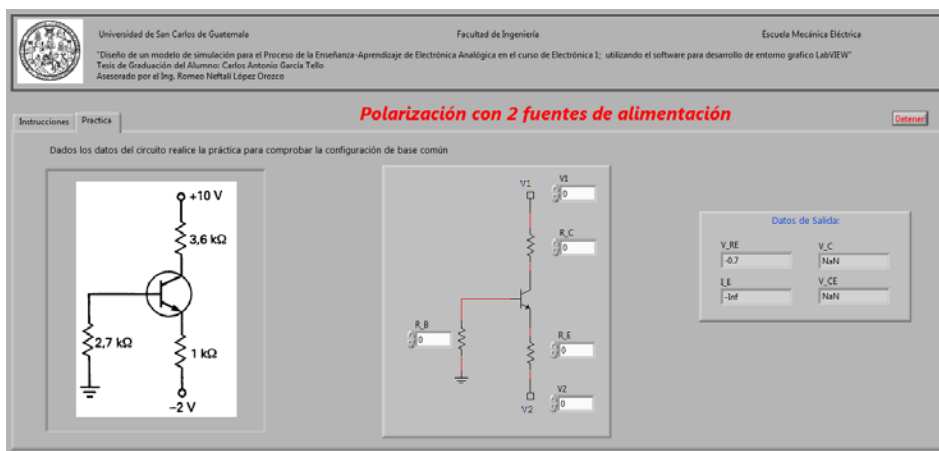 Universidad de San Carlos de Guatemala Facultad de Ingeniería Escuela Mecánica Eléctrica
"Diseño de un modelo de simulación para el Proceso de la Enseñanza-Aprendizaje de Electrónica Analógica en el curso de Electrónica 1; utilizando el software para desarrollo de entorno grafico LabVIEW"
Tesis de Graduación del Alumno: Carlos Antonio García Tello
Asesorado por el Ing. Romeo Neftalí López Orozco
Instrucciones Practica
Polarización con 2 fuentes de alimentación
Detener
Dados los datos del circuito realice la práctica para comprobar la configuración de base común
+10 V
3,6 kΩ
2,7 kΩ
1 kΩ
–2 V
V1 V1
0
R_C
0
R_B
0
R_E
0
V2
V2 0
Datos de Salida:
V_RE V_C
-0.7 NaN
I_E V_CE
-Inf NaN